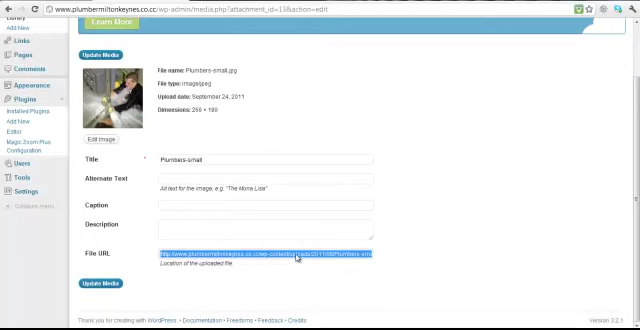 www.plumbermiltonkeynes.co.cc/wp-admin/media.php?attachment_id=13&action=edit
Library
Add New
Links
Pages
Comments
Appearance
Plugins
Installed Plugins
Add New
Editor
Magic Zoom Plus
Configuration
Users
Tools
Settings
Collapse menu
Learn More
Update Media
File name: Plumbers-small.jpg
File type: image/jpeg
Upload date: September 24, 2011
Dimensions: 256 × 190
Edit Image
Title * Plumbers-small
Alternate Text
Alt text for the image, e.g. "The Mona Lisa"
Caption
Description
File URL http://www.plumbermiltonkeynes.co.cc/wp-content/uploads/2011/09/Plumbers-sma
Location of the uploaded file.
Update Media
Thank you for creating with WordPress. • Documentation • Freedoms • Feedback • Credits
Version 3.2.1